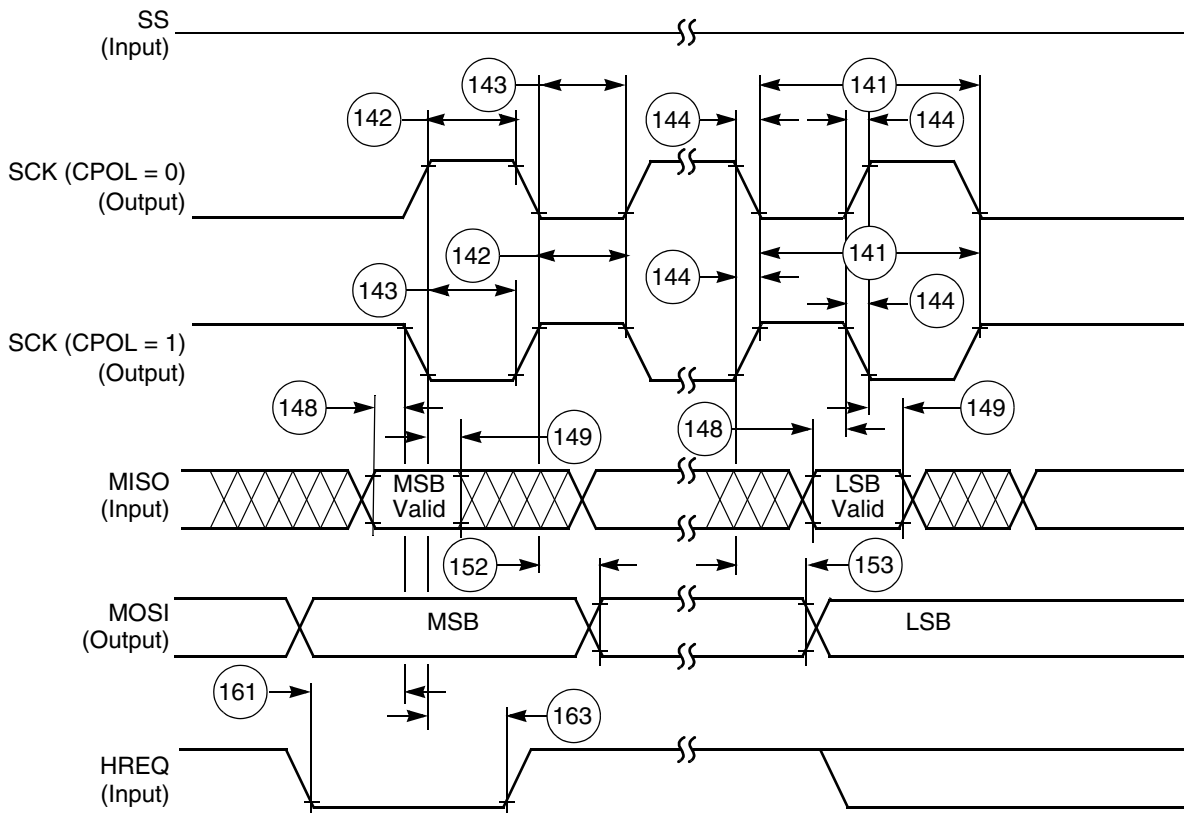 SS
(Input)
143
141
142
144
144
SCK (CPOL = 0)
(Output)
142
141
143
144
144
SCK (CPOL = 1)
(Output)
148
149
148
149
MISO
(Input)
MSB
Valid
LSB
Valid
152
153
MOSI
(Output)
MSB
LSB
161
163
HREQ
(Input)